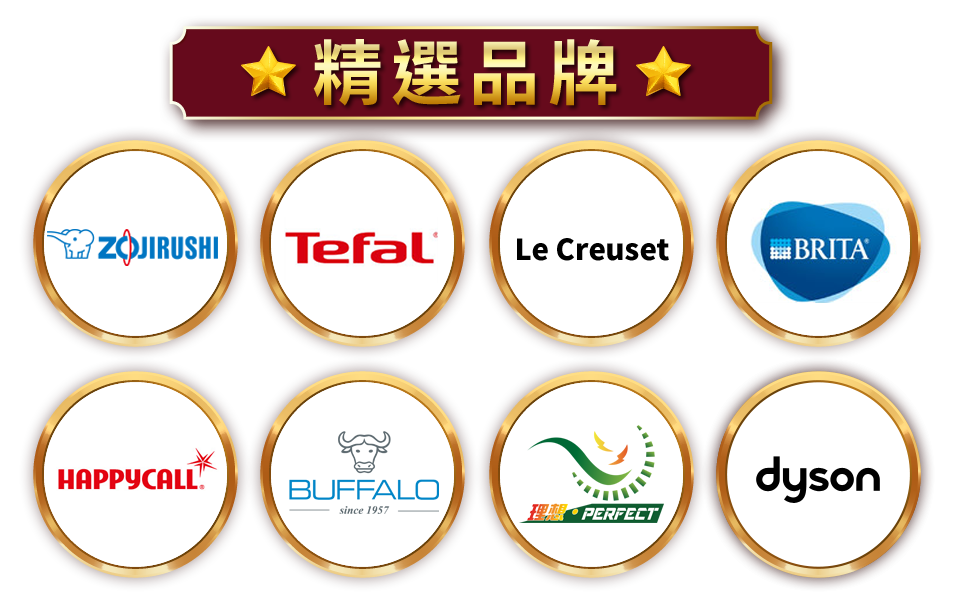 精選品牌
ZOJIRUSHI
Tefal®
Le Creuset
BRITA®
HAPPYCALL®
BUFFALO
since 1957
理想·PERFECT
dyson